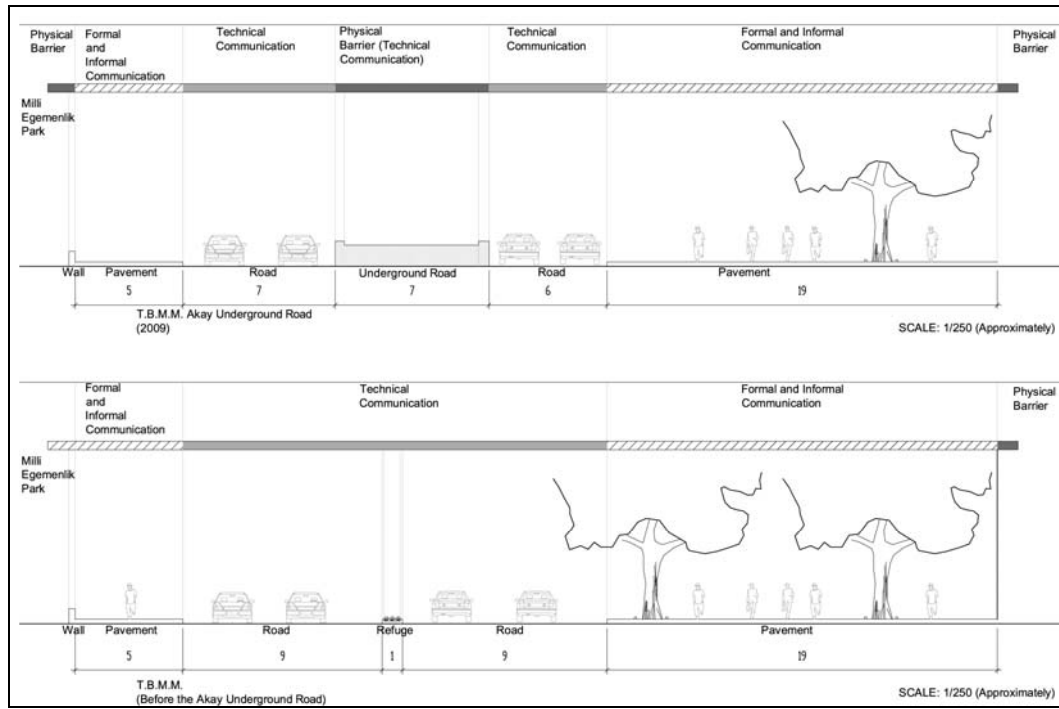 Physical
Barrier
Formal
and
Informal
Communication
Technical
Communication
Physical
Barrier (Technical
Communication)
Technical
Communication
Formal and Informal
Communication
Physical
Barrier
Milli
Egemenlik
Park
Wall
Pavement
Road
Underground Road
Road
Pavement
5
7
7
6
19
T.B.M.M. Akay Underground Road
(2009)
SCALE: 1/250 (Approximately)
Formal
and
Informal
Communication
Technical
Communication
Formal and Informal
Communication
Physical
Barrier
Milli
Egemenlik
Park
Wall
Pavement
Road
Refuge
Road
Pavement
5
9
1
9
19
T.B.M.M.
(Before the Akay Underground Road)
SCALE: 1/250 (Approximately)